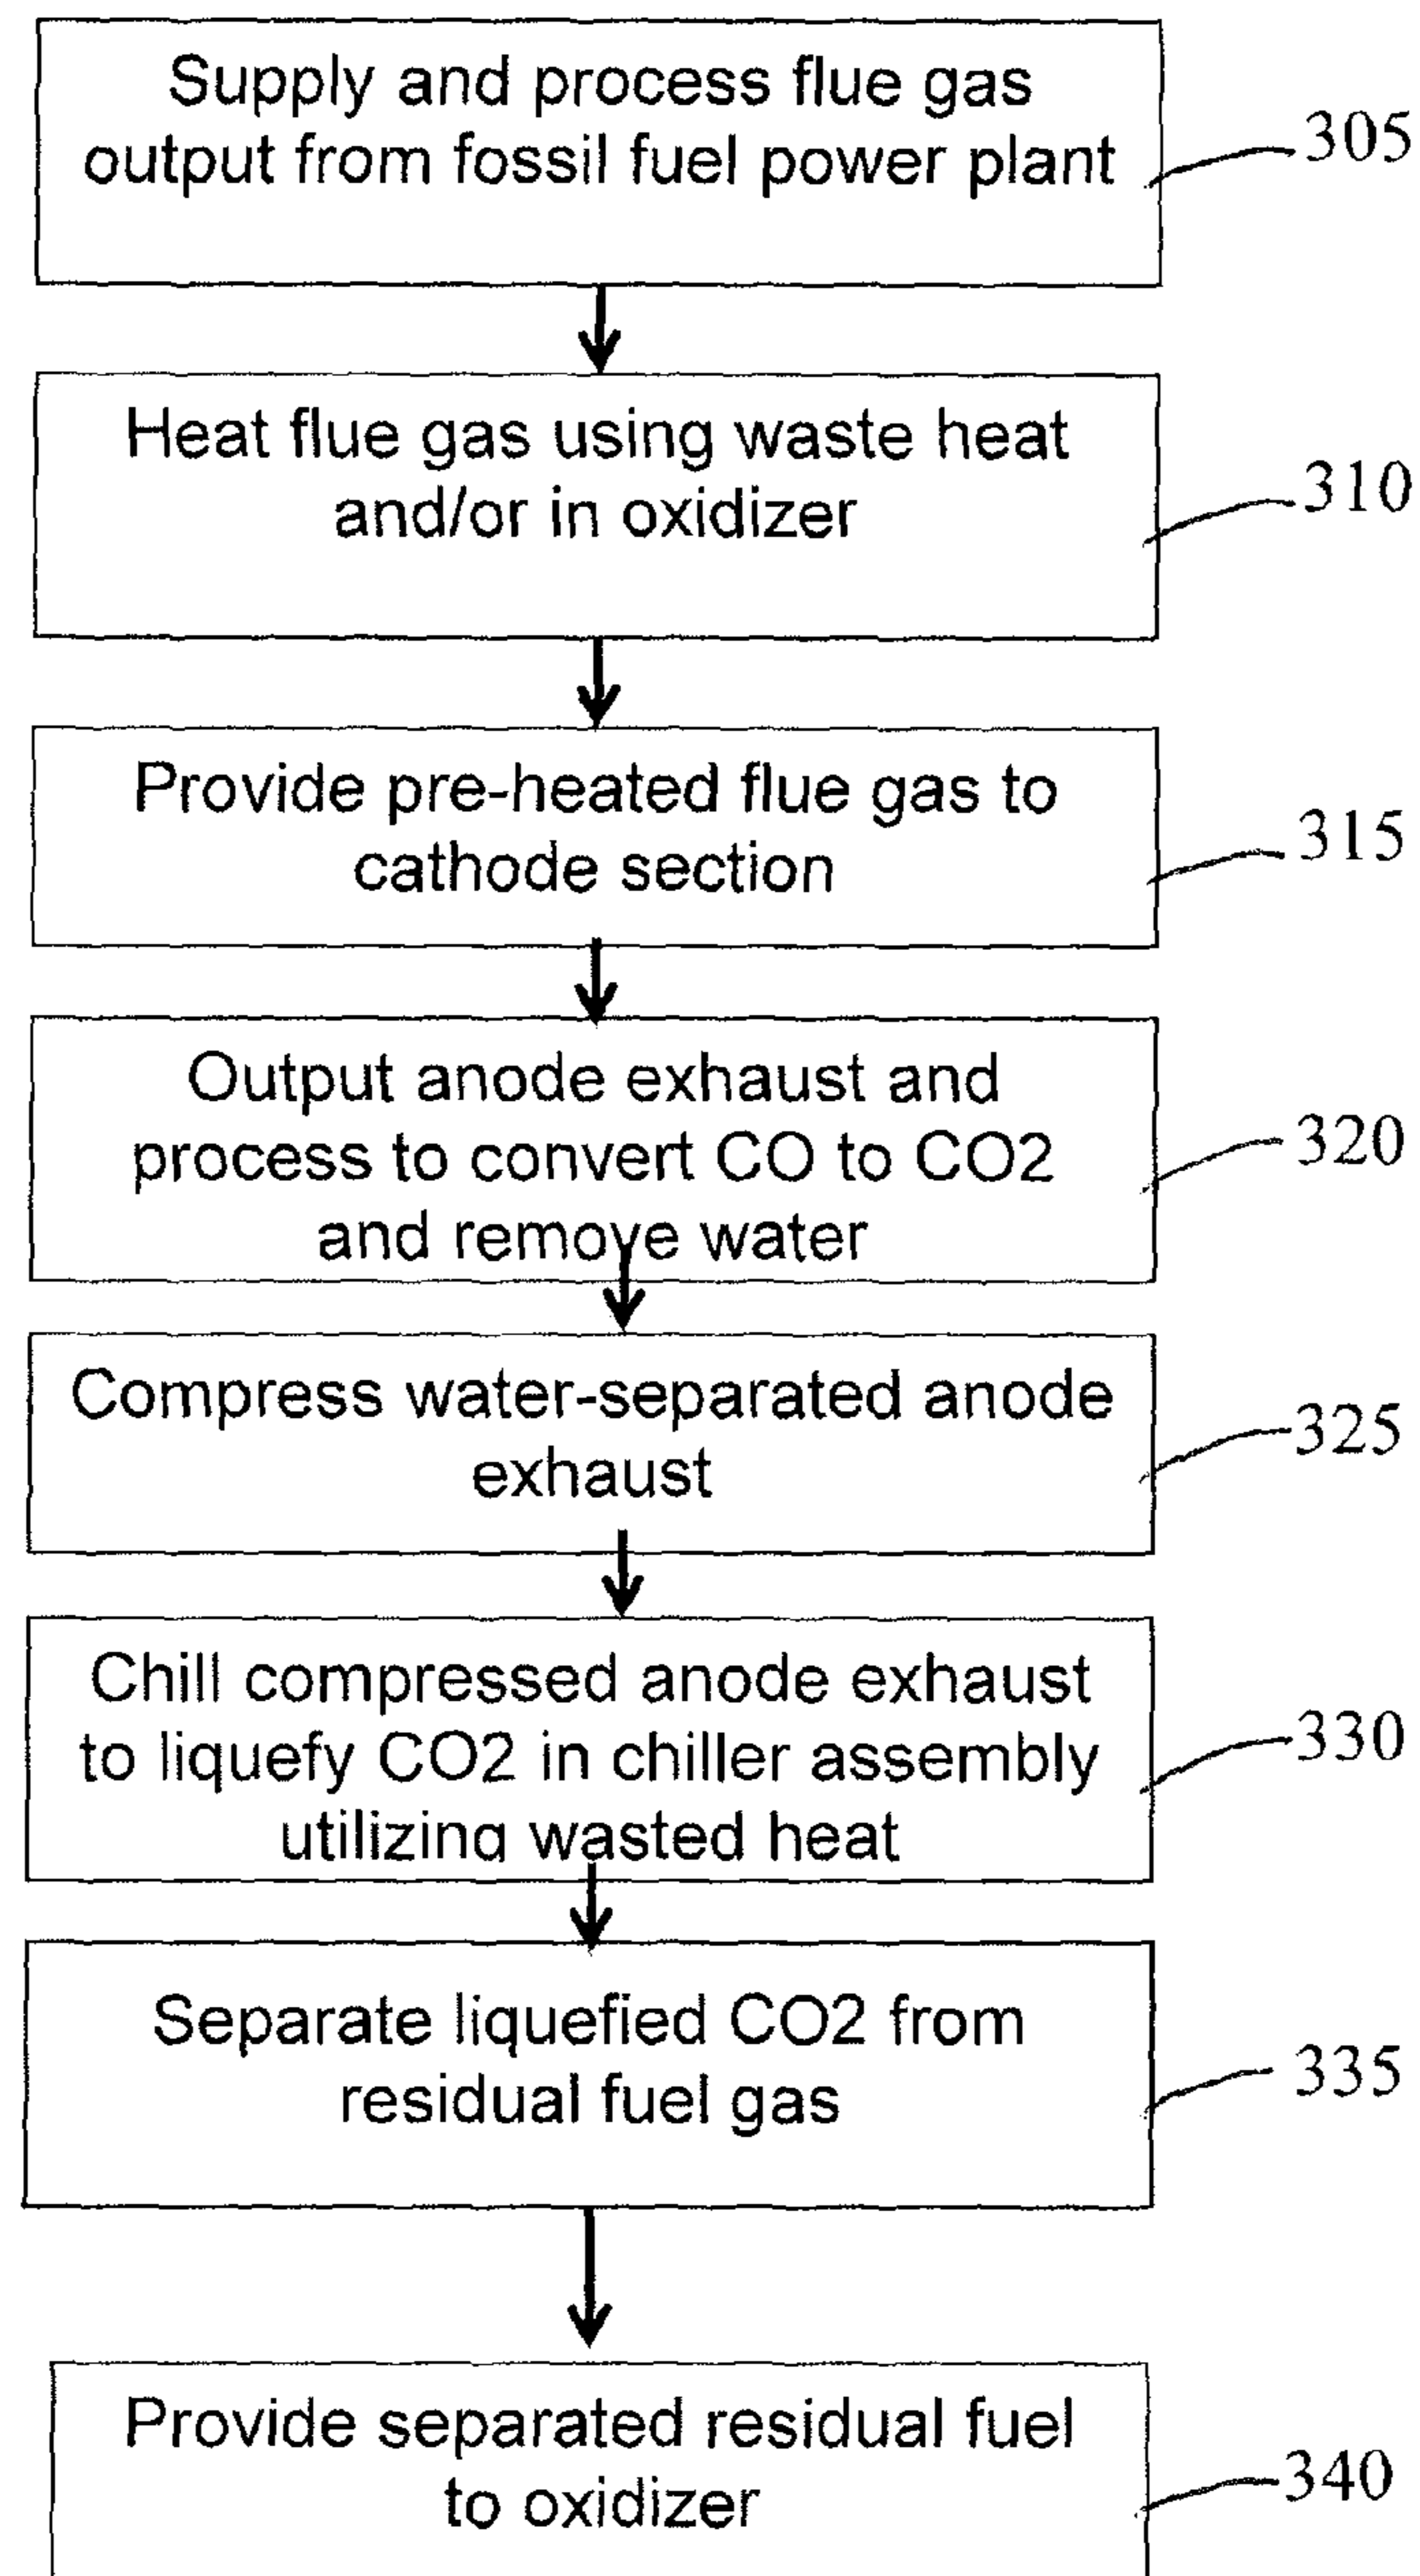 Supply and process flue gas
output from fossil fuel power plant
305
Heat flue gas using waste heat
and/or in oxidizer
310
Provide pre-heated flue gas to
cathode section
315
Output anode exhaust and
process to convert CO to CO2
and remove water
320
Compress water-separated anode
exhaust
325
Chill compressed anode exhaust
to liquefy CO2 in chiller assembly
utilizing wasted heat
330
Separate liquefied CO2 from
residual fuel gas
335
Provide separated residual fuel
to oxidizer
340